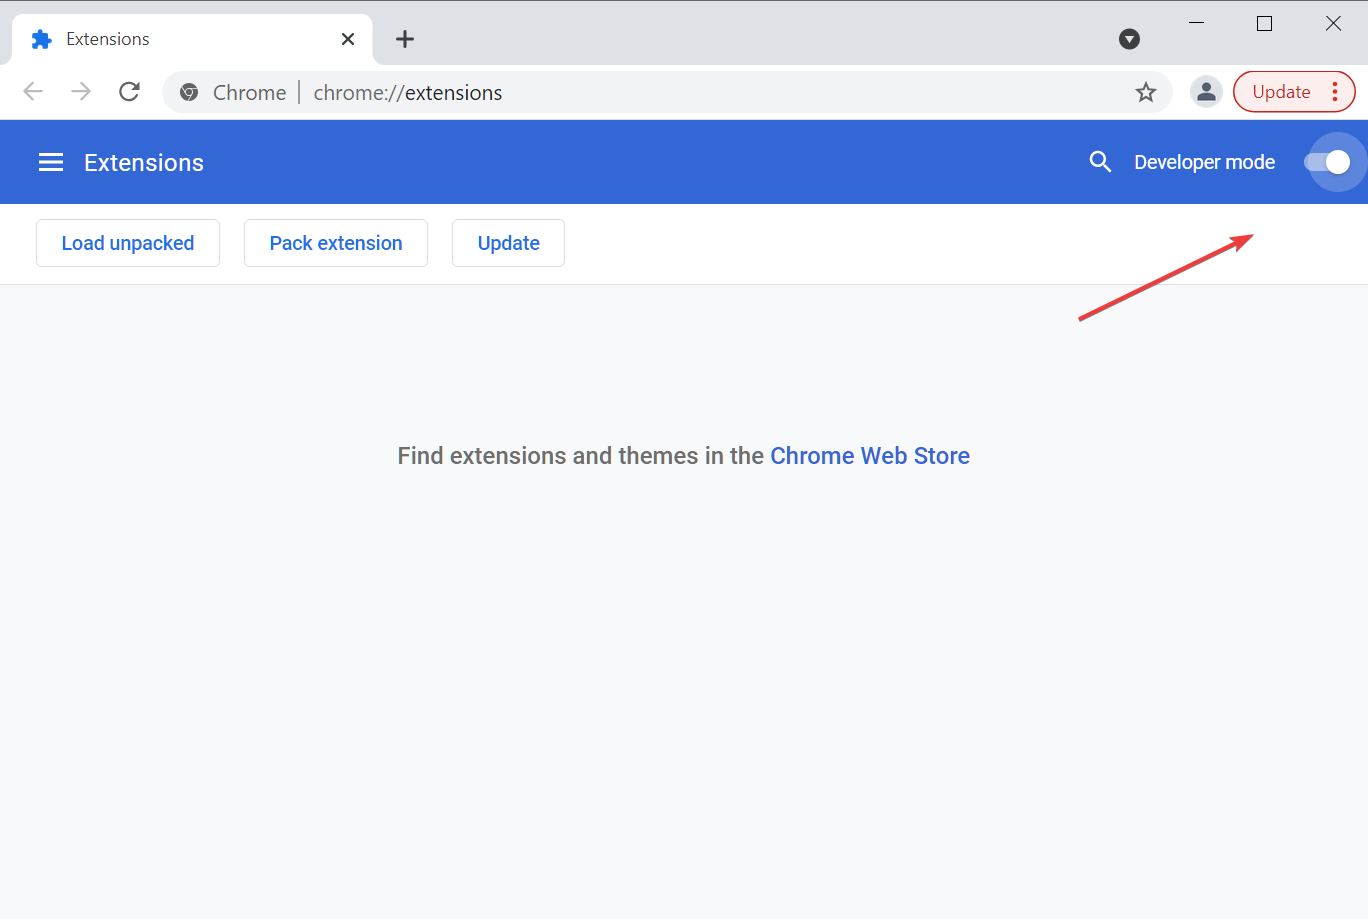 Extensions
Chrome | chrome://extensions
Update
Extensions
Developer mode
Load unpacked
Pack extension
Update
Find extensions and themes in the Chrome Web Store